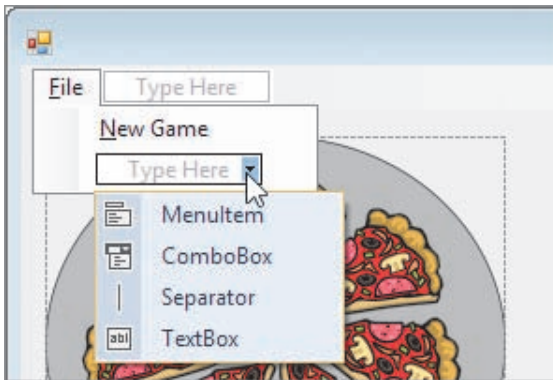 File Type Here
New Game
Type Here
MenuItem
ComboBox
Separator
abl TextBox